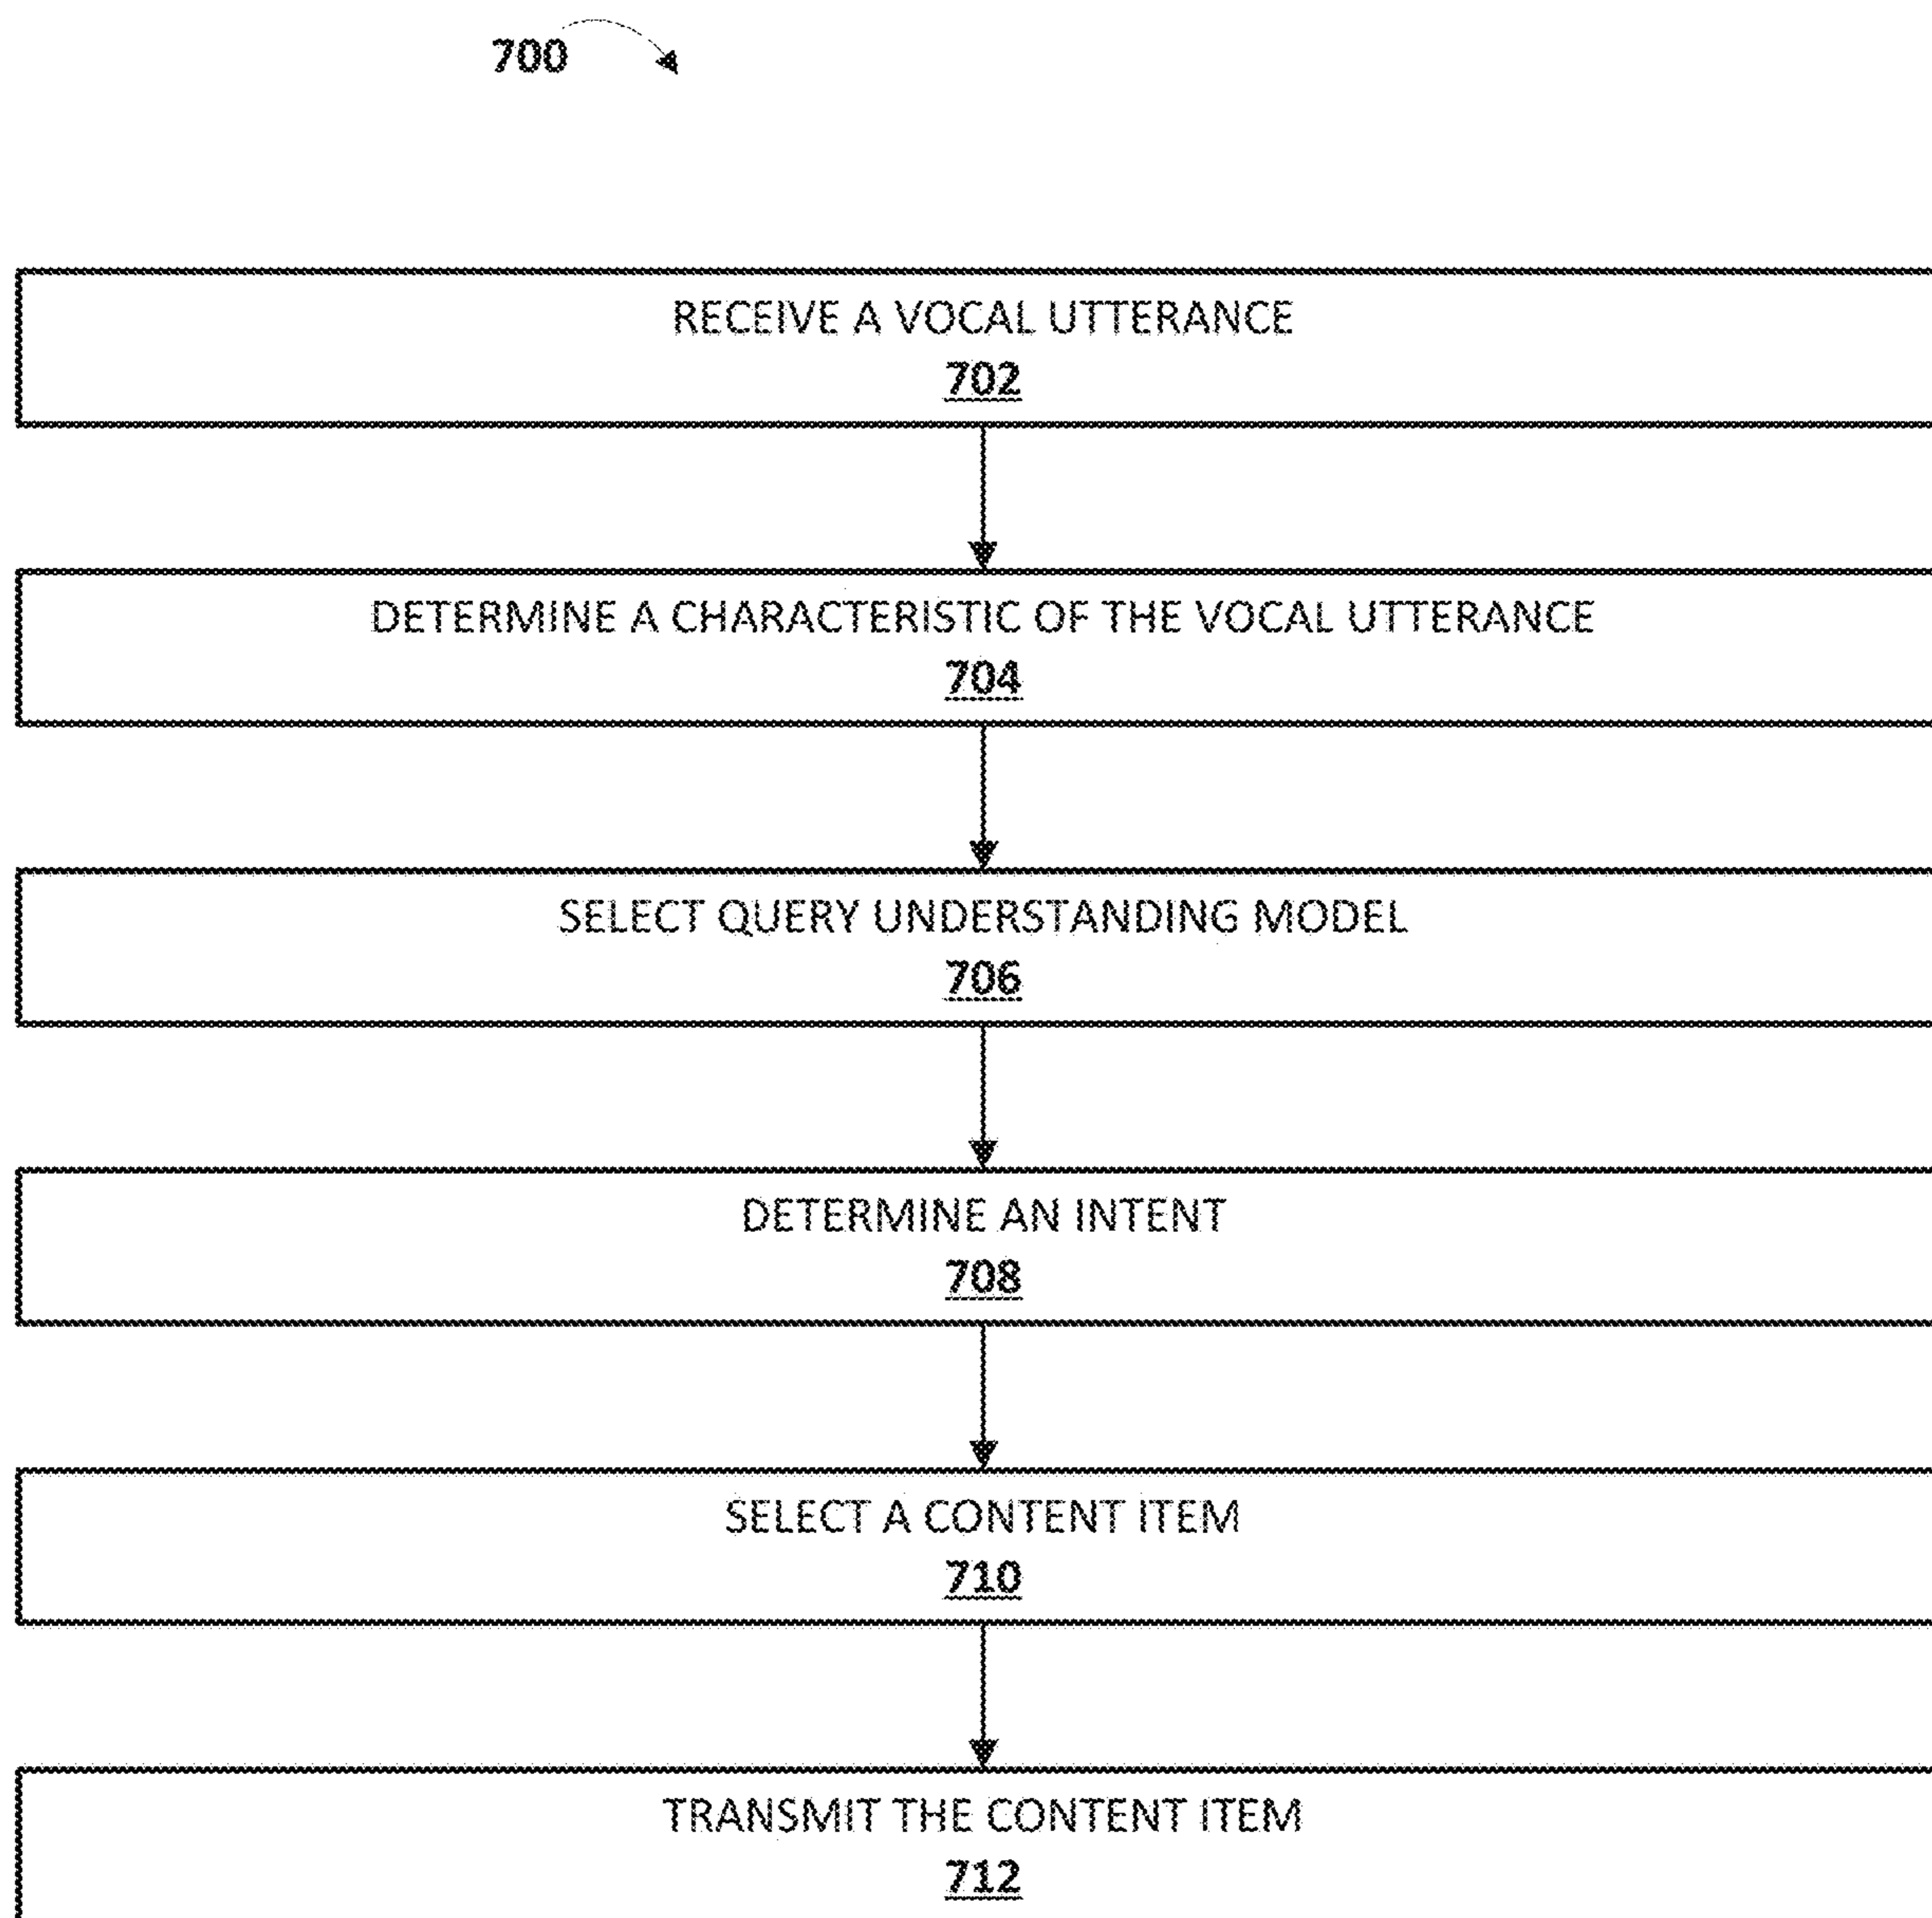 700
RECEIVE A VOCAL UTTERANCE
702
DETERMINE A CHARACTERISTIC OF THE VOCAL UTTERANCE
704
SELECT QUERY UNDERSTANDING MODEL
706
DETERMINE AN INTENT
708
SELECT A CONTENT ITEM
710
TRANSMIT THE CONTENT ITEM
712